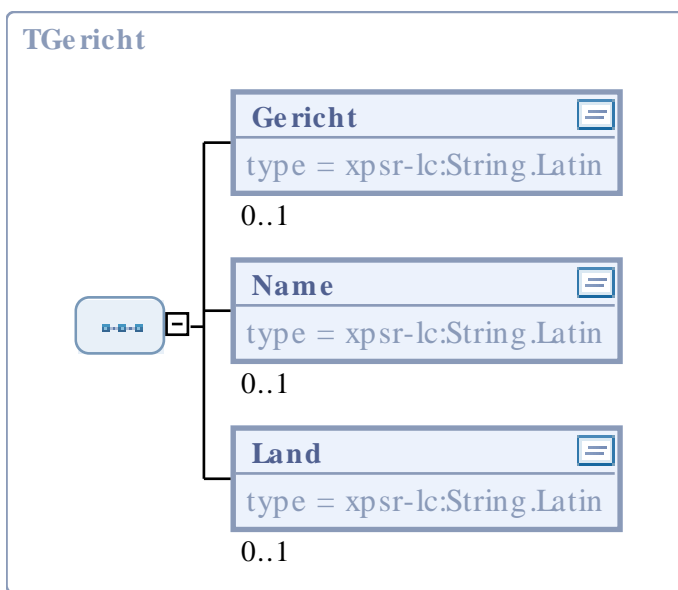 TGericht
Gericht
type = xpsr-lc:String.Latin
0..1
Name
type = xpsr-lc:String.Latin
0..1
Land
type = xpsr-lc:String.Latin
0..1